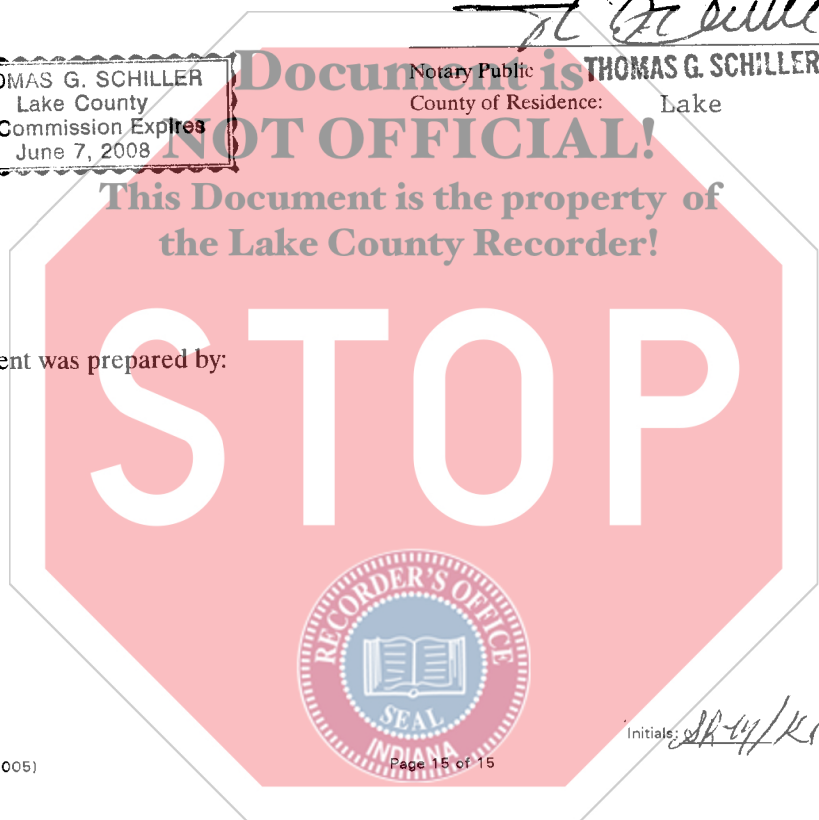 Document is
NOT OFFICIAL!
This Document is the property of
the Lake County Recorder!
STOP
OMAS G. SCHILLER
Lake County
Commission Expires
June 7, 2008
Notary Public THOMAS G. SCHILLER
County of Residence: Lake
ent was prepared by:
RECORDER'S OFFICE
SEAL
INDIANA
Initials:
005)
Page 15 of 15